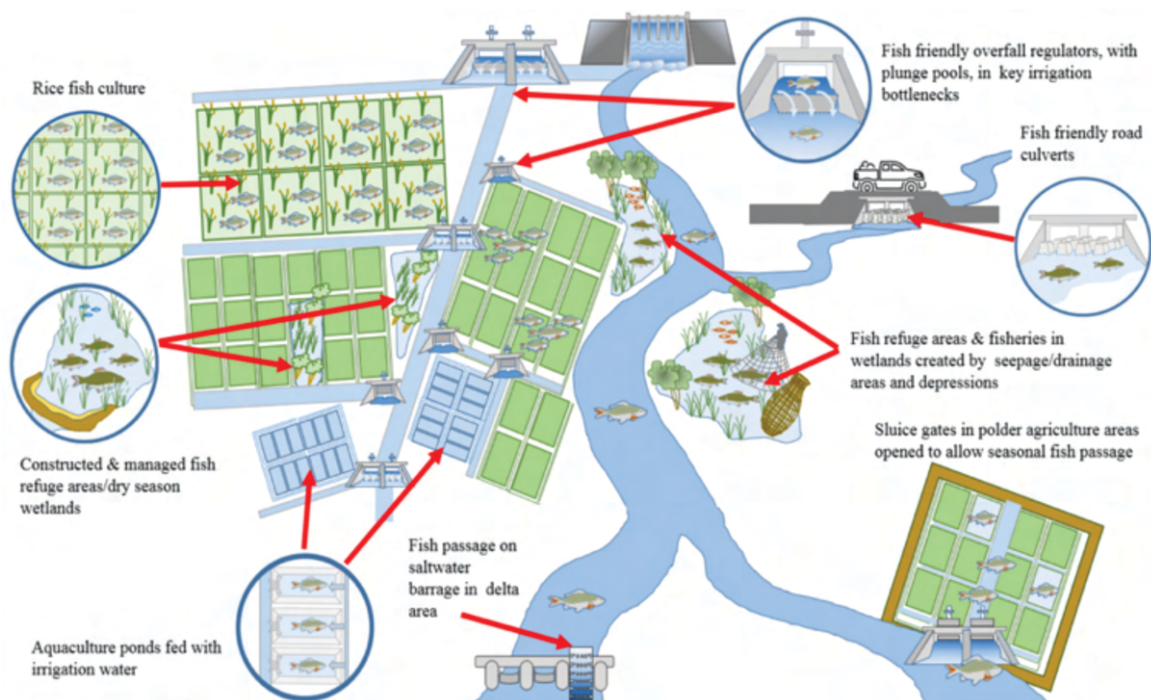 Rice fish culture
Fish friendly overfall regulators, with
plunge pools, in key irrigation
bottlenecks
Fish friendly road
culverts
Fish refuge areas & fisheries in
wetlands created by seepage/drainage
areas and depressions
Constructed & managed fish
refuge areas/dry season
wetlands
Sluice gates in polder agriculture areas
opened to allow seasonal fish passage
Fish passage on
saltwater
barrage in delta
area
Aquaculture ponds fed with
irrigation water